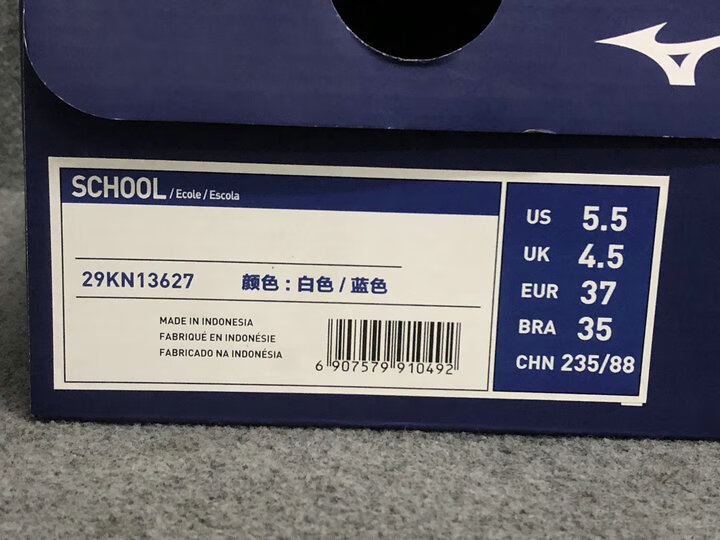 SCHOOL / Ecole / Escola
29KN13627 颜色 : 白色 / 蓝色
MADE IN INDONESIA
FABRIQUÉ EN INDONÉSIE
FABRICADO NA INDONÉSIA
6 907579 910492
US 5.5
UK 4.5
EUR 37
BRA 35
CHN 235/88